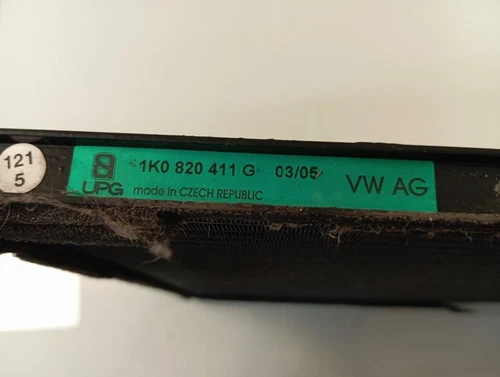 121
5
1K0 820 411 G 03/05
UPG made in CZECH REPUBLIC
VW AG